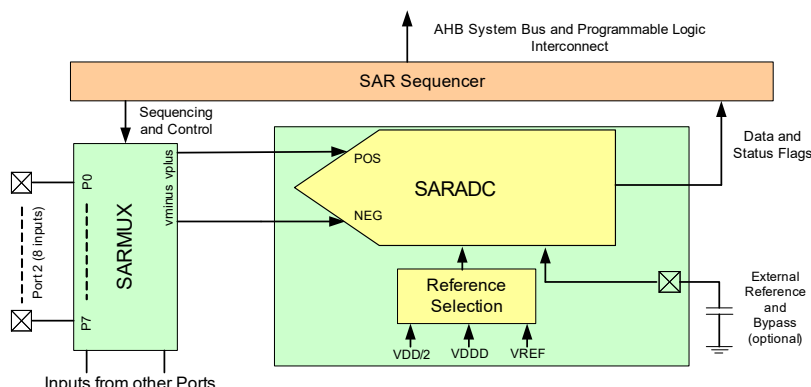 AHB System Bus and Programmable Logic
Interconnect
SAR Sequencer
Sequencing
and Control
Data and
Status Flags
vminus vplus
POS
SARADC
NEG
P0
Port 2 (8 inputs)
SARMUX
P7
Reference
Selection
External
Reference
and
Bypass
(optional)
VDD/2
VDDD
VREF
Inputs from other Ports